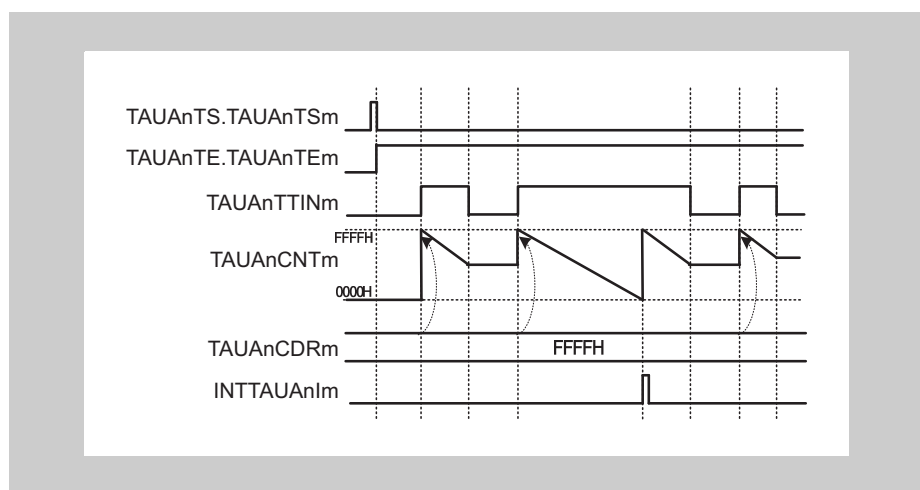 TAUAnTS.TAUAnTSm
TAUAnTE.TAUAnTEm
TAUAnTTINm
FFFFH
TAUAnCNTm
0000H
TAUAnCDRm
FFFFH
INTTAUAnIm